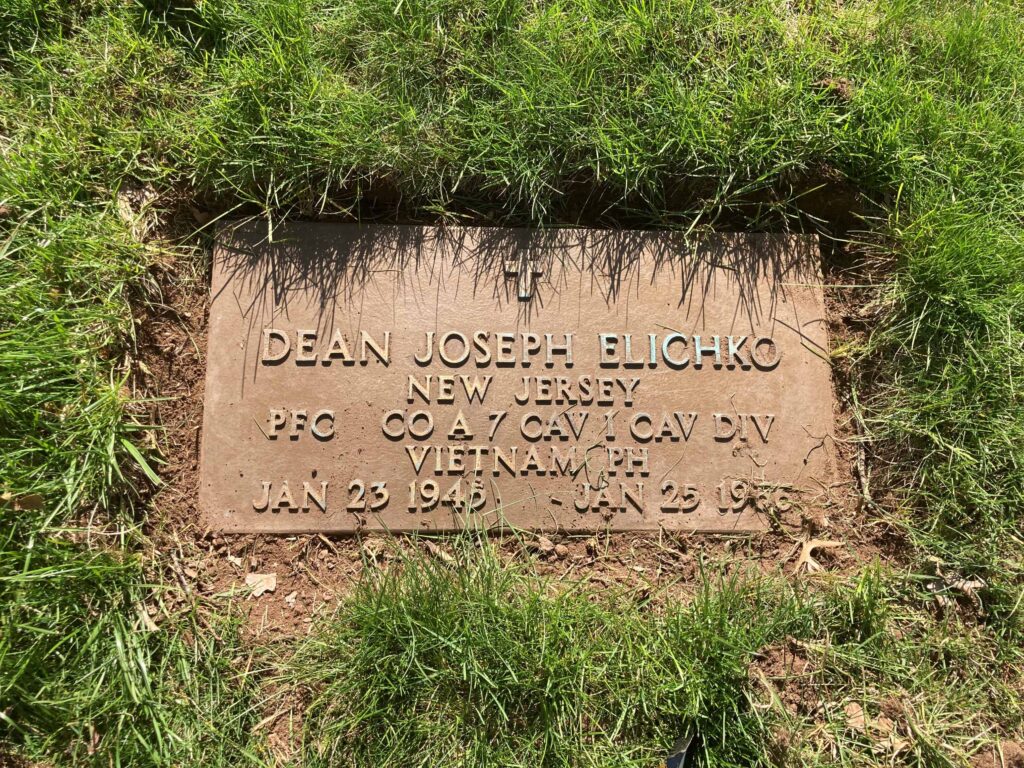 DEAN JOSEPH ELICHKO
NEW JERSEY
PFC CO A 7 CAV 1 CAV DIV
VIETNAM PH
JAN 23 1945 JAN 25 1966